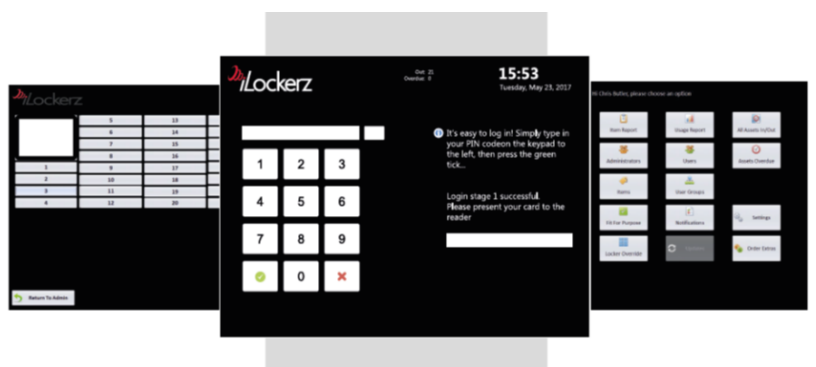 iLockerz
5 13
6 14
7 15
8 16
1 9 17
2 10 18
3 11 19
4 12 20
Return To Admin
iLockerz
Out: 21
Overdue: 0
15:53
Tuesday, May 23, 2017
It's easy to log in! Simply type in
your PIN codeon the keypad to
the left, then press the green
tick...
Login stage 1 successful.
Please present your card to the
reader
1 2 3
4 5 6
7 8 9
0
Hi Chris Butler, please choose an option
Item Report Usage Report All Assets In/Out
Administrators Users Assets Overdue
Items User Groups
Fit For Purpose Notifications Settings
Locker Override Order Extras